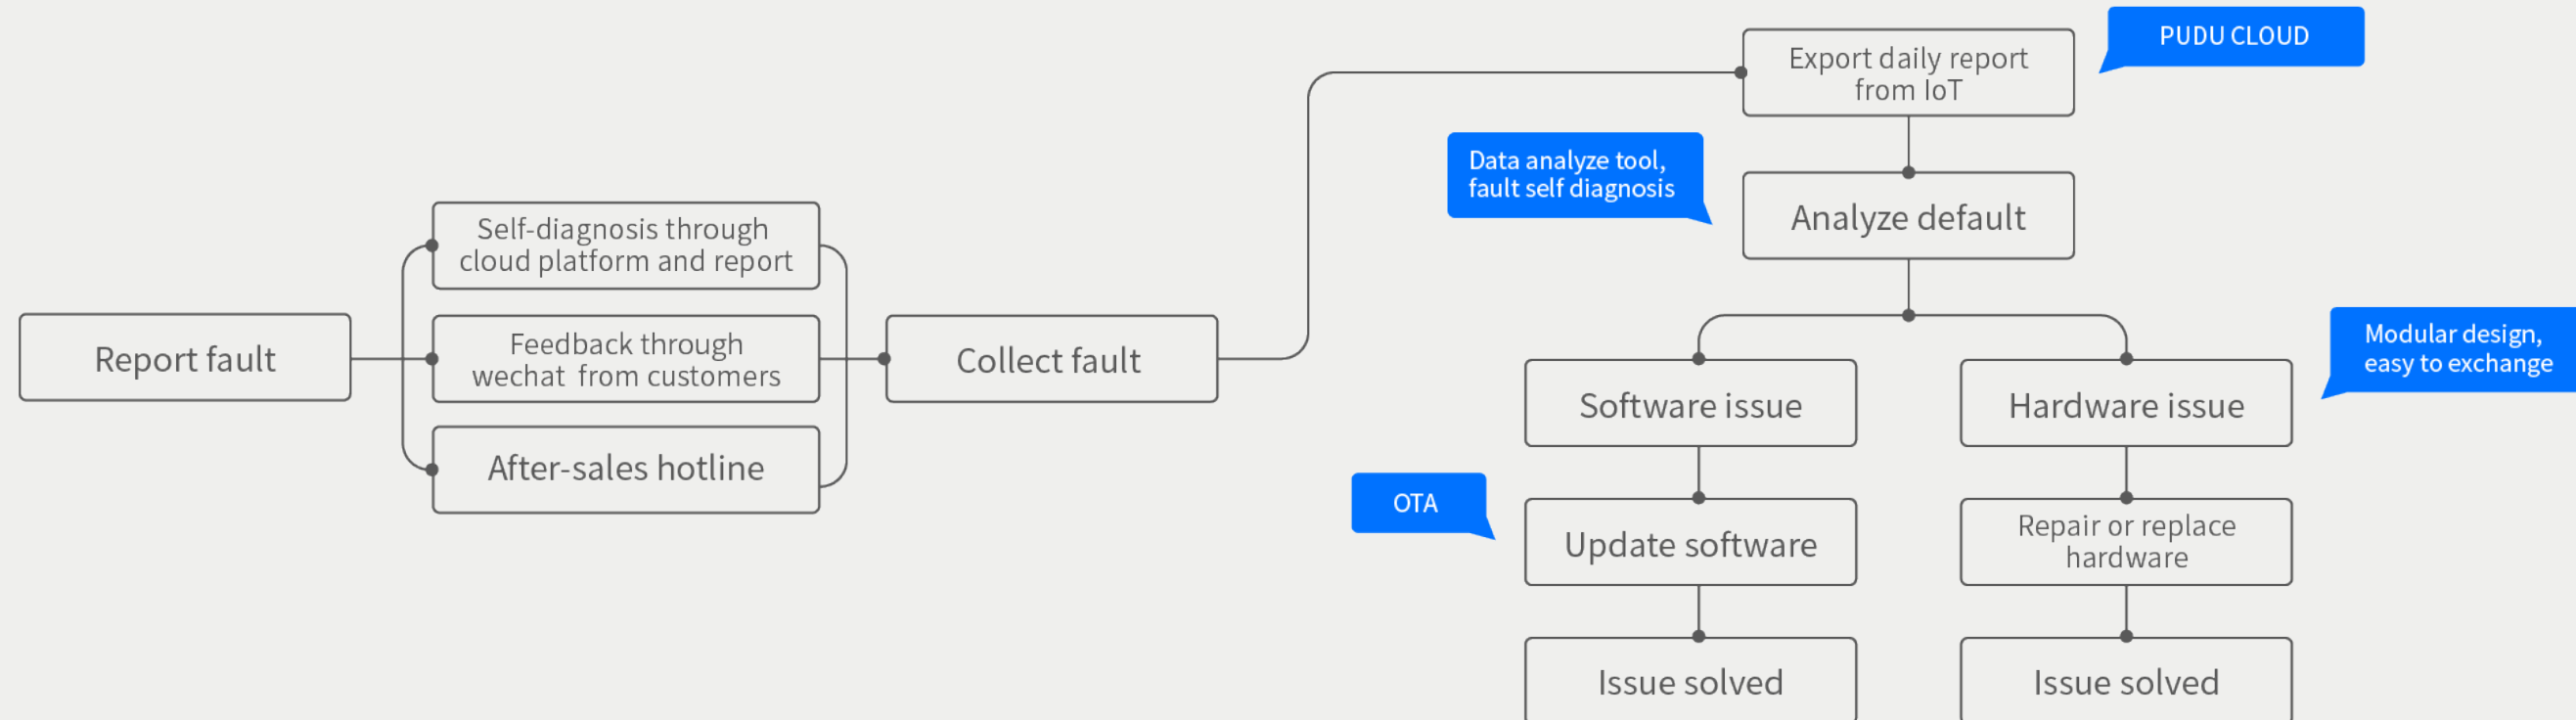 Report fault
Self-diagnosis through
cloud platform and report
Feedback through
wechat from customers
After-sales hotline
Collect fault
Export daily report
from IoT
PUDU CLOUD
Data analyze tool,
fault self diagnosis
Analyze default
Software issue
Hardware issue
Modular design,
easy to exchange
OTA
Update software
Repair or replace
hardware
Issue solved
Issue solved